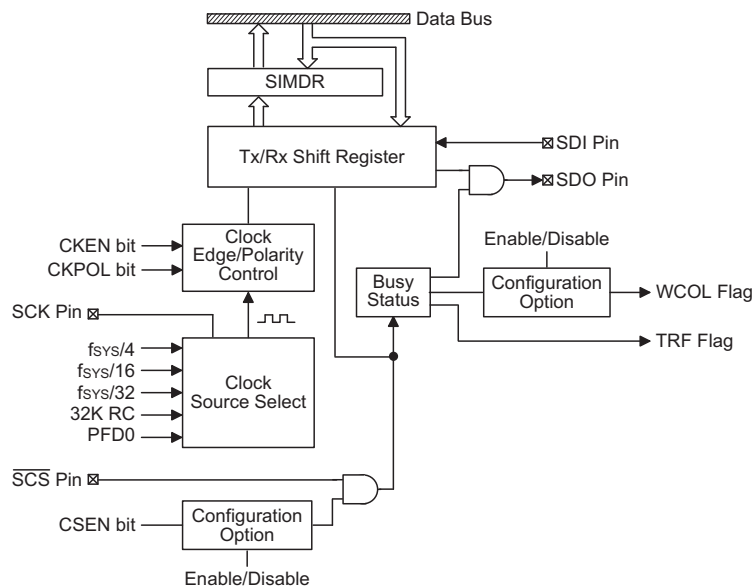 Data Bus
SIMDR
Tx/Rx Shift Register
SDI Pin
SDO Pin
CKEN bit
CKPOL bit
Clock
Edge/Polarity
Control
Enable/Disable
Busy
Status
Configuration
Option
WCOL Flag
TRF Flag
SCK Pin
fSYS/4
fSYS/16
fSYS/32
32K RC
PFD0
Clock
Source Select
SCS Pin
CSEN bit
Configuration
Option
Enable/Disable